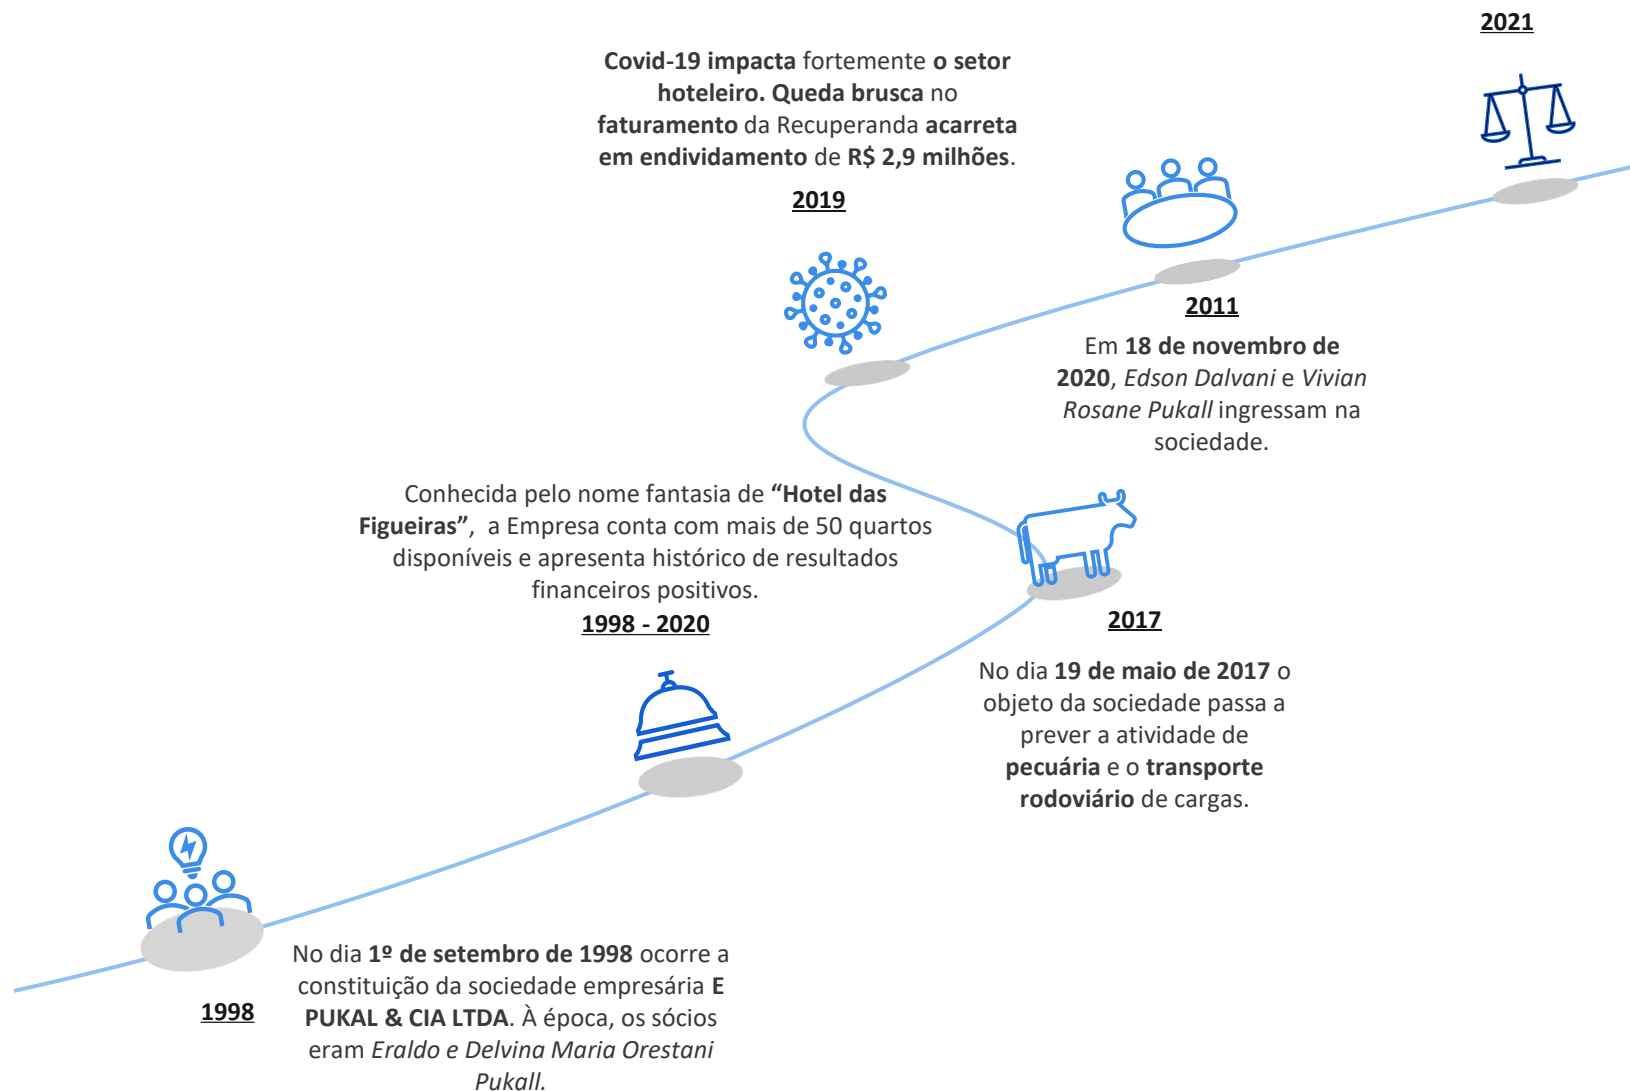 2021
Covid-19 impacta fortemente o setor
hoteleiro. Queda brusca no
faturamento da Recuperanda acarreta
em endividamento de R$ 2,9 milhões.
2019
2011
Em 18 de novembro de
2020, Edson Dalvani e Vivian
Rosane Pukall ingressam na
sociedade.
Conhecida pelo nome fantasia de “Hotel das
Figueiras”, a Empresa conta com mais de 50 quartos
disponíveis e apresenta histórico de resultados
financeiros positivos.
1998 - 2020
2017
No dia 19 de maio de 2017 o
objeto da sociedade passa a
prever a atividade de
pecuária e o transporte
rodoviário de cargas.
1998
No dia 1º de setembro de 1998 ocorre a
constituição da sociedade empresária E
PUKAL & CIA LTDA. À época, os sócios
eram Eraldo e Delvina Maria Orestani
Pukall.